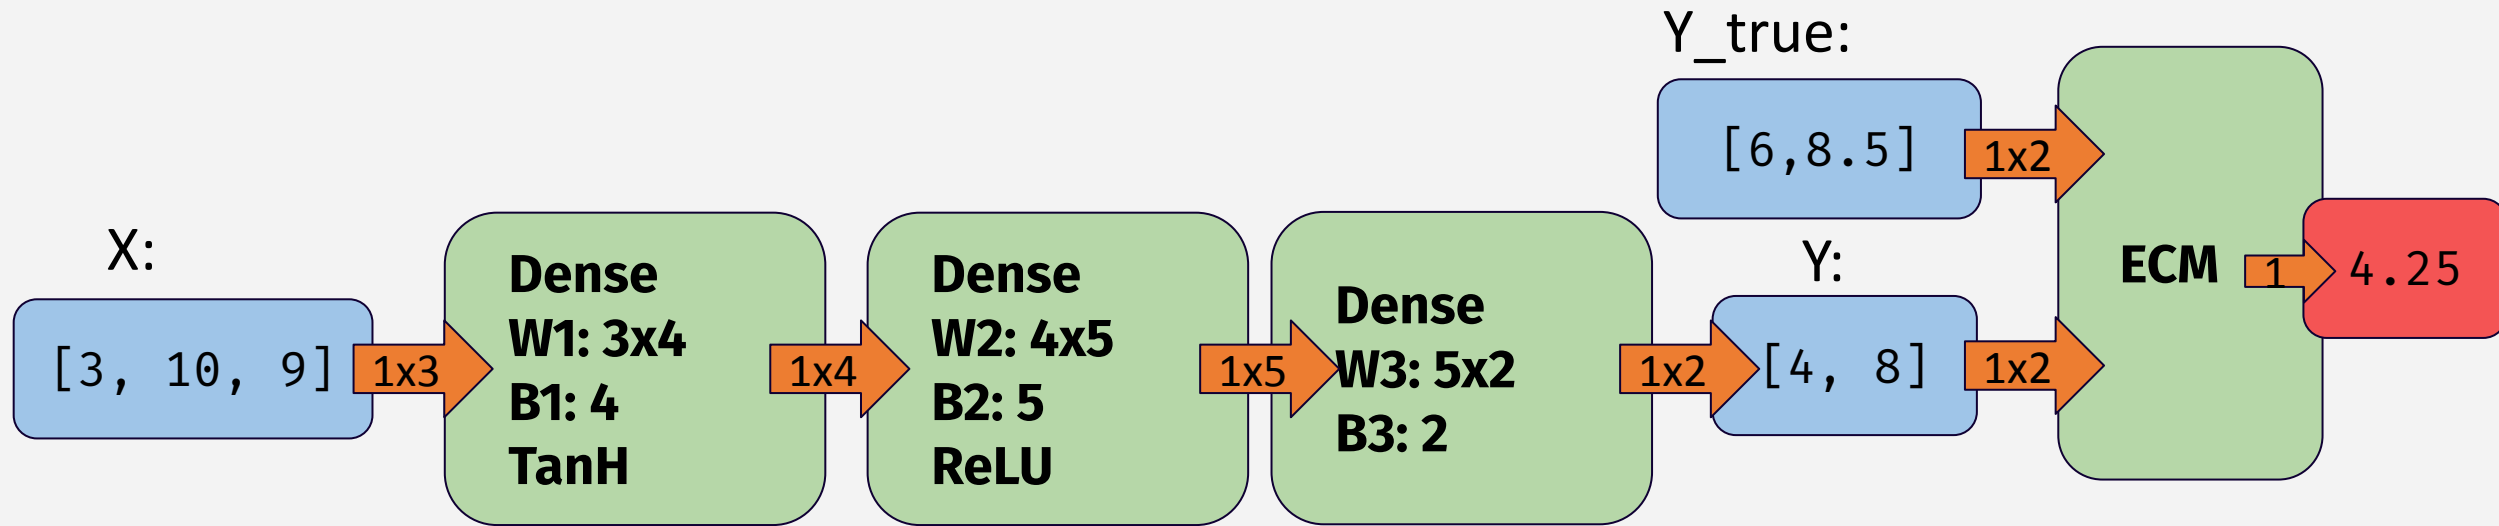 X:
[3, 10, 9]
1x3
Dense
W1: 3x4
B1: 4
TanH
1x4
Dense
W2: 4x5
B2: 5
ReLU
1x5
Dense
W3: 5x2
B3: 2
1x2
Y_true:
[6,8.5]
1x2
Y:
[4, 8]
1x2
ECM
1
4.25